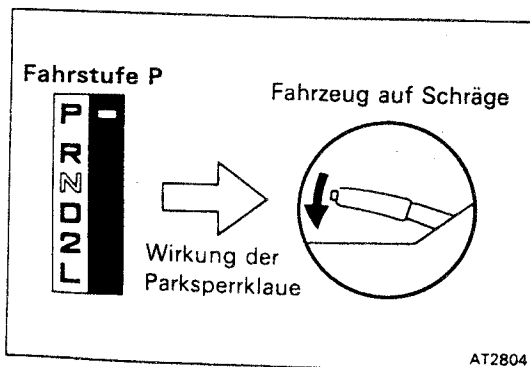 Fahrstufe P
P
R
N
D
2
L
Wirkung der
Parksperrklaue
Fahrzeug auf Schräge
AT2804